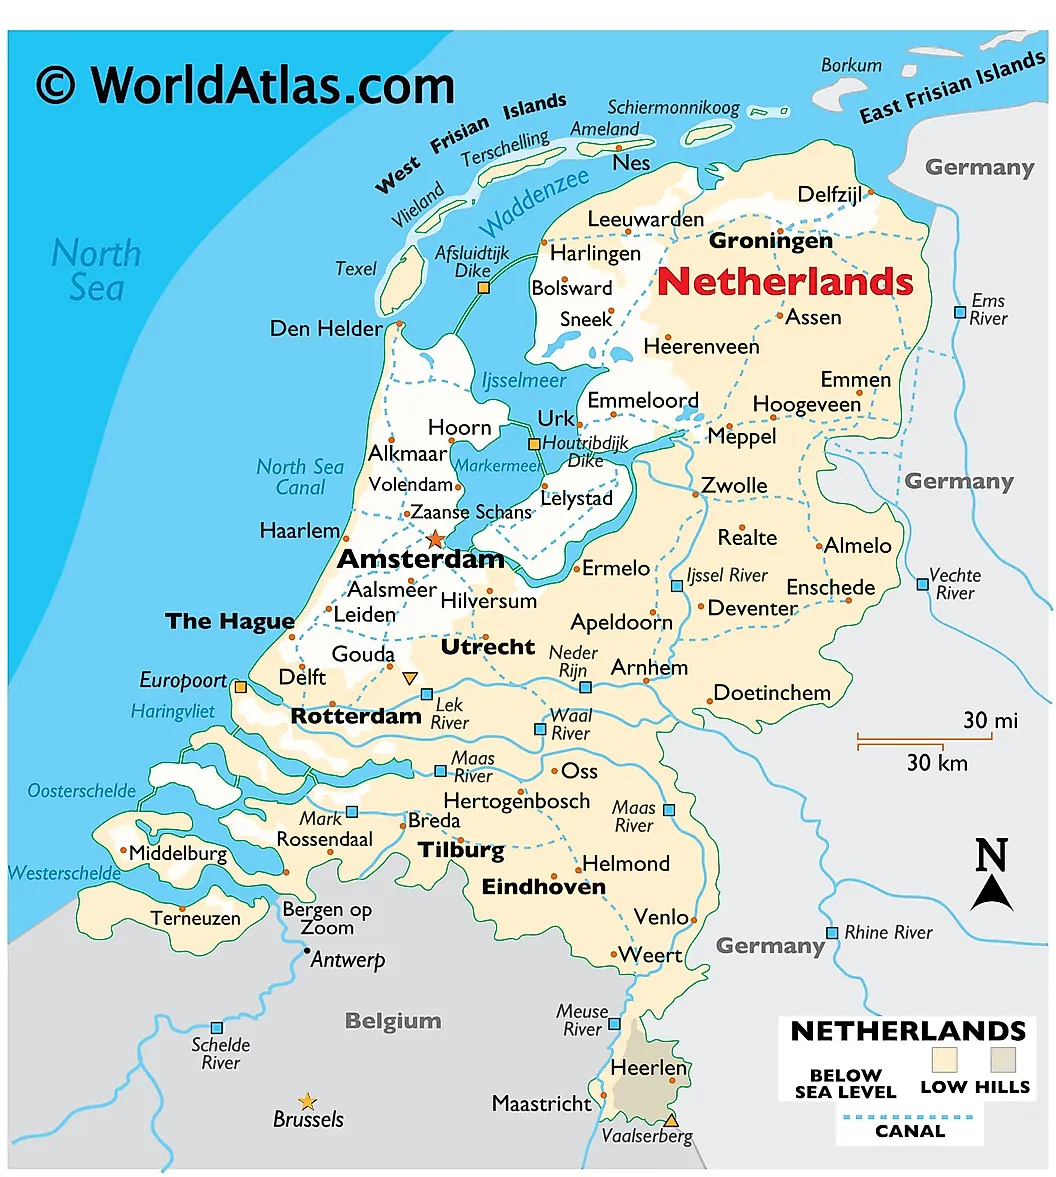 © WorldAtlas.com
Borkum
East Frisian Islands
West Frisian Islands
Schiermonnikoog
Ameland
Terschelling
Nes
Vlieland
Waddenzee
Germany
Delfzijl
Leeuwarden
Groningen
North
Sea
Texel
Afsluidtijk
Dike
Harlingen
Netherlands
Bolsward
Ems
River
Den Helder
Sneek
Assen
Heerenveen
Ijsselmeer
Emmen
Emmeloord
Hoogeveen
Urk
Hoorn
Meppel
Houtribdijk
Dike
Alkmaar
Markermeer
North Sea
Canal
Volendam
Zwolle
Germany
Lelystad
Zaanse Schans
Haarlem
Realte
Almelo
Amsterdam
Ermelo
Ijssel River
Vechte
River
Aalsmeer
Enschede
Hilversum
Leiden
Deventer
The Hague
Apeldoorn
Utrecht
Gouda
Neder
Rijn
Arnhem
Delft
Europoort
Doetinchem
Haringvliet
Rotterdam
Lek
River
Waal
River
30 mi
30 km
Maas
River
Oss
Oosterschelde
Hertogenbosch
Maas
River
Mark
Breda
Rossendaal
Tilburg
Middelburg
Helmond
Westerschelde
Eindhoven
N
Terneuzen
Bergen op
Zoom
Venlo
Rhine River
Germany
Antwerp
Weert
Belgium
Meuse
River
Schelde
River
NETHERLANDS
BELOW
SEA LEVEL
LOW
HILLS
CANAL
Heerlen
Maastricht
Brussels
Vaalserberg